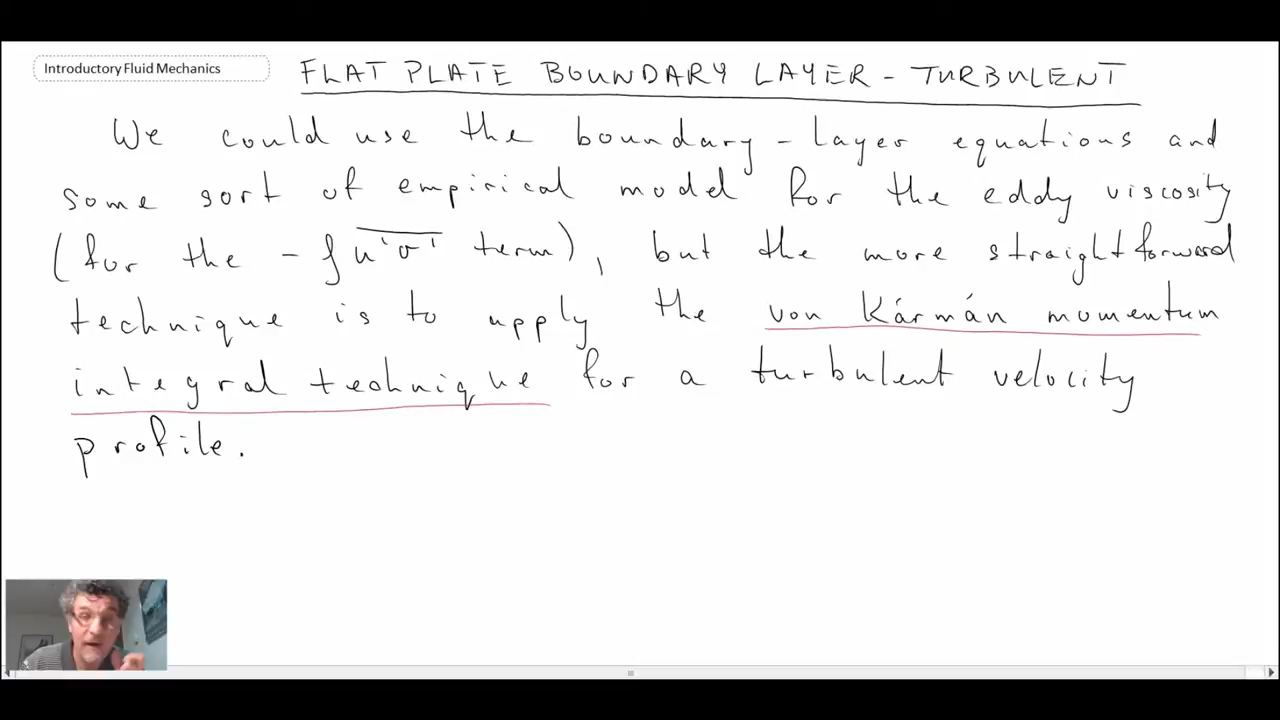 Introductory Fluid Mechanics
FLAT PLATE BOUNDARY LAYER - TURBULENT
We could use the boundary-layer equations and
some sort of empirical model for the eddy viscosity
(for the - ρu'v' term), but the more straightforward
technique is to apply the von Kármán momentum
integral technique for a turbulent velocity
profile.